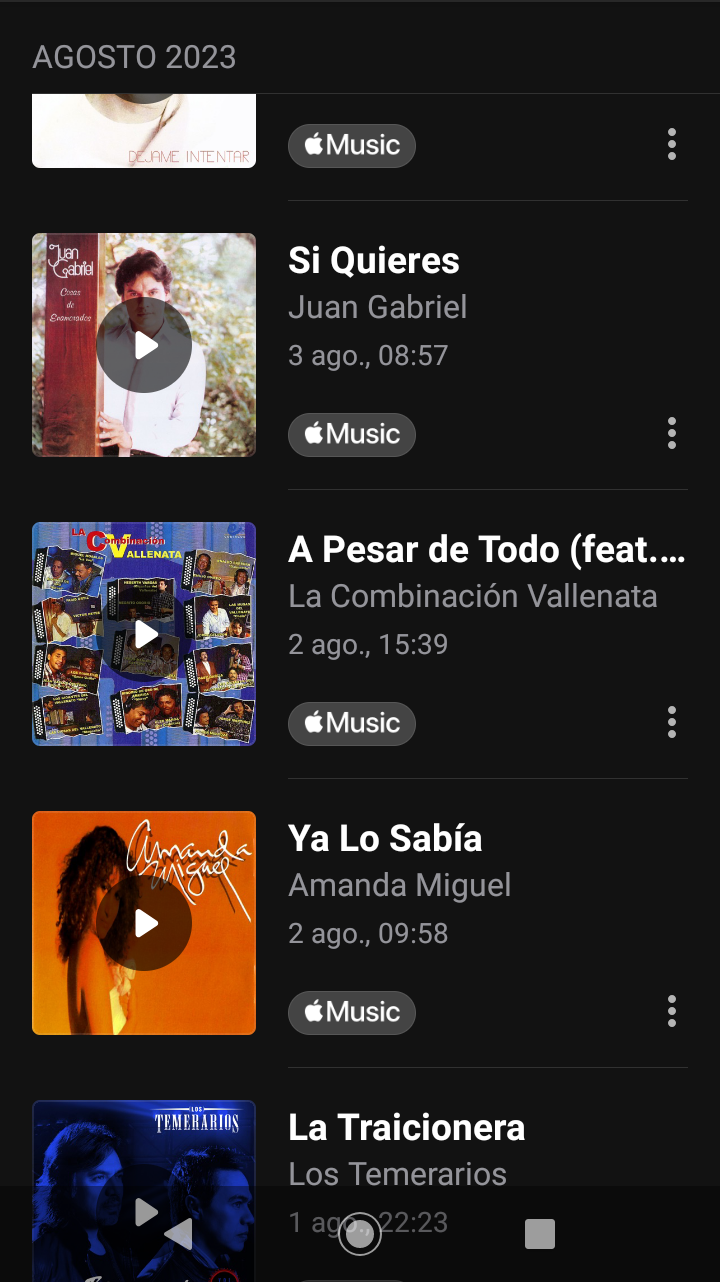 AGOSTO 2023
DEJAME INTENTAR
Music
Juan
Gabriel
Cosas
de
Enamorados
Si Quieres
Juan Gabriel
3 ago., 08:57
Music
LA
Combinación
VALLENATA
A Pesar de Todo (feat....
La Combinación Vallenata
2 ago., 15:39
Music
Amanda
Miguel
Ya Lo Sabía
Amanda Miguel
2 ago., 09:58
Music
LOS
TEMERARIOS
La Traicionera
Los Temerarios
1 ago., 22:23